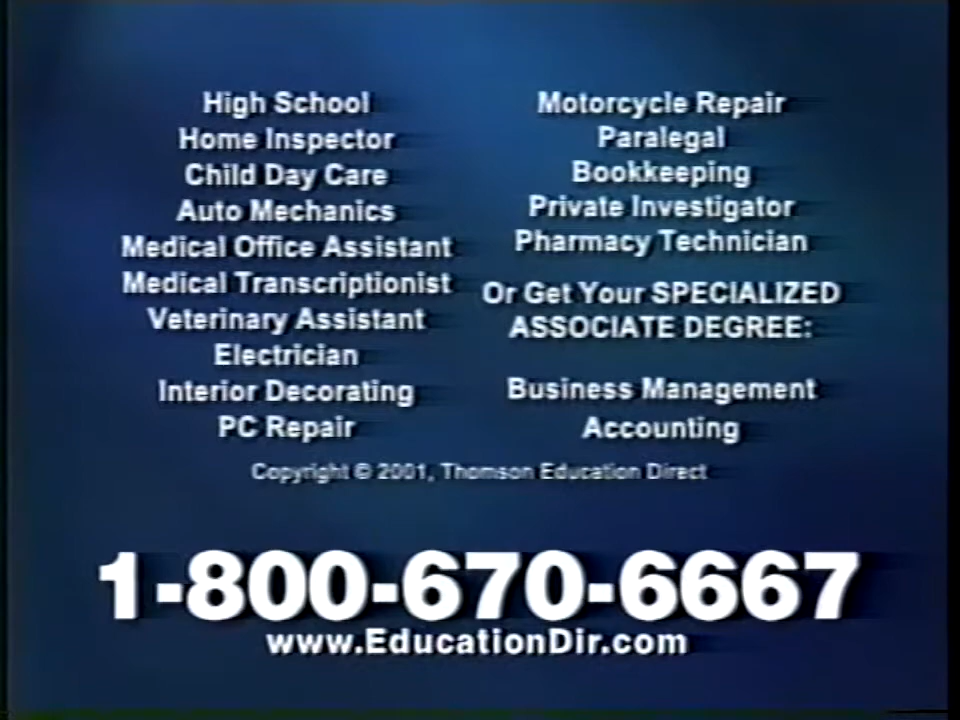 High School
Home Inspector
Child Day Care
Auto Mechanics
Medical Office Assistant
Medical Transcriptionist
Veterinary Assistant
Electrician
Interior Decorating
PC Repair
Motorcycle Repair
Paralegal
Bookkeeping
Private Investigator
Pharmacy Technician
Or Get Your SPECIALIZED
ASSOCIATE DEGREE:
Business Management
Accounting
Copyright © 2001, Thomson Education Direct
1-800-670-6667
www.EducationDir.com